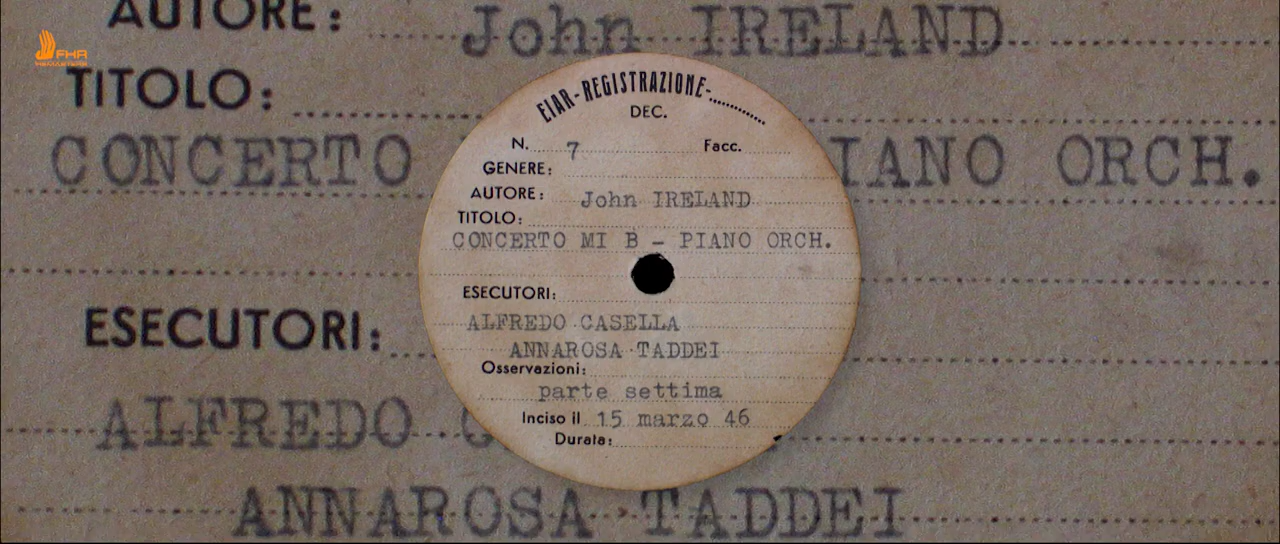 AUTORE: John IRELAND
FHR
REMASTERS
TITOLO:
CONCERTO IANO ORCH.
ESECUTORI:
ALFREDO C
ANNAROSA TADDEI
EIAR-REGISTRAZIONE-
DEC.
N. 7 Facc.
GENERE:
AUTORE: John IRELAND
TITOLO:
CONCERTO MI B - PIANO ORCH.
ESECUTORI:
ALFREDO CASELLA
ANNAROSA TADDEI
Osservazioni:
parte settima
Inciso il 15 marzo 46
Durata: